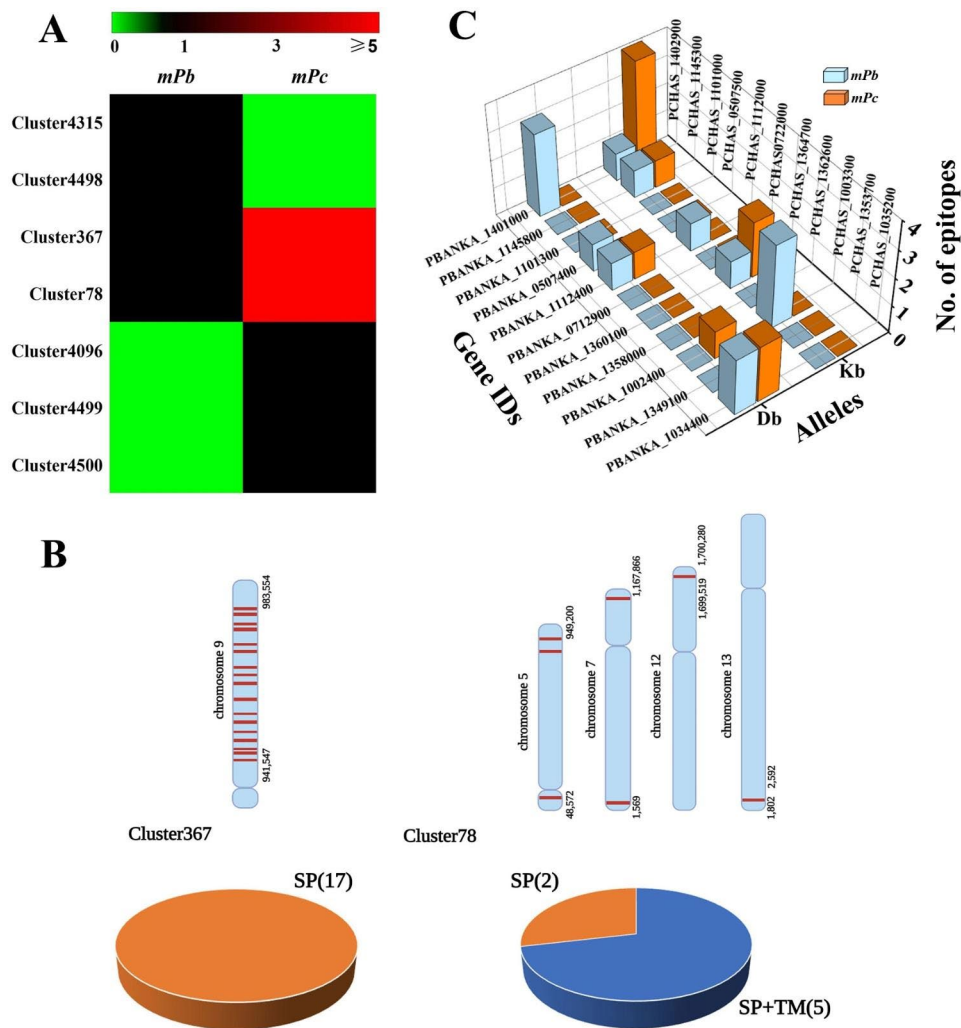 A
0 1 3 ≥5
mPb mPc
Cluster4315
Cluster4498
Cluster367
Cluster78
Cluster4096
Cluster4499
Cluster4500
C
mPb
mPc
PCHAS_1402900
PCHAS_1145300
PCHAS_1101000
PCHAS_0507500
PCHAS_1112000
PCHAS0722000
PCHAS_1364700
PCHAS_1362600
PCHAS_1003300
PCHAS_1353700
PCHAS_1035200
4
3
2
1
0
No. of epitopes
PBANKA_1401000
PBANKA_1145800
PBANKA_1101300
PBANKA_0507400
PBANKA_1112400
PBANKA_0712900
PBANKA_1360100
PBANKA_1358000
PBANKA_1002400
PBANKA_1349100
PBANKA_1034400
Gene IDs
Db
Kb
Alleles
B
chromosome 9
983,554
941,547
Cluster367
chromosome 5
949,200
48,572
chromosome 7
1,167,866
1,569
chromosome 12
1,700,280
1,699,519
chromosome 13
2,592
1,802
Cluster78
SP(17)
SP(2)
SP+TM(5)